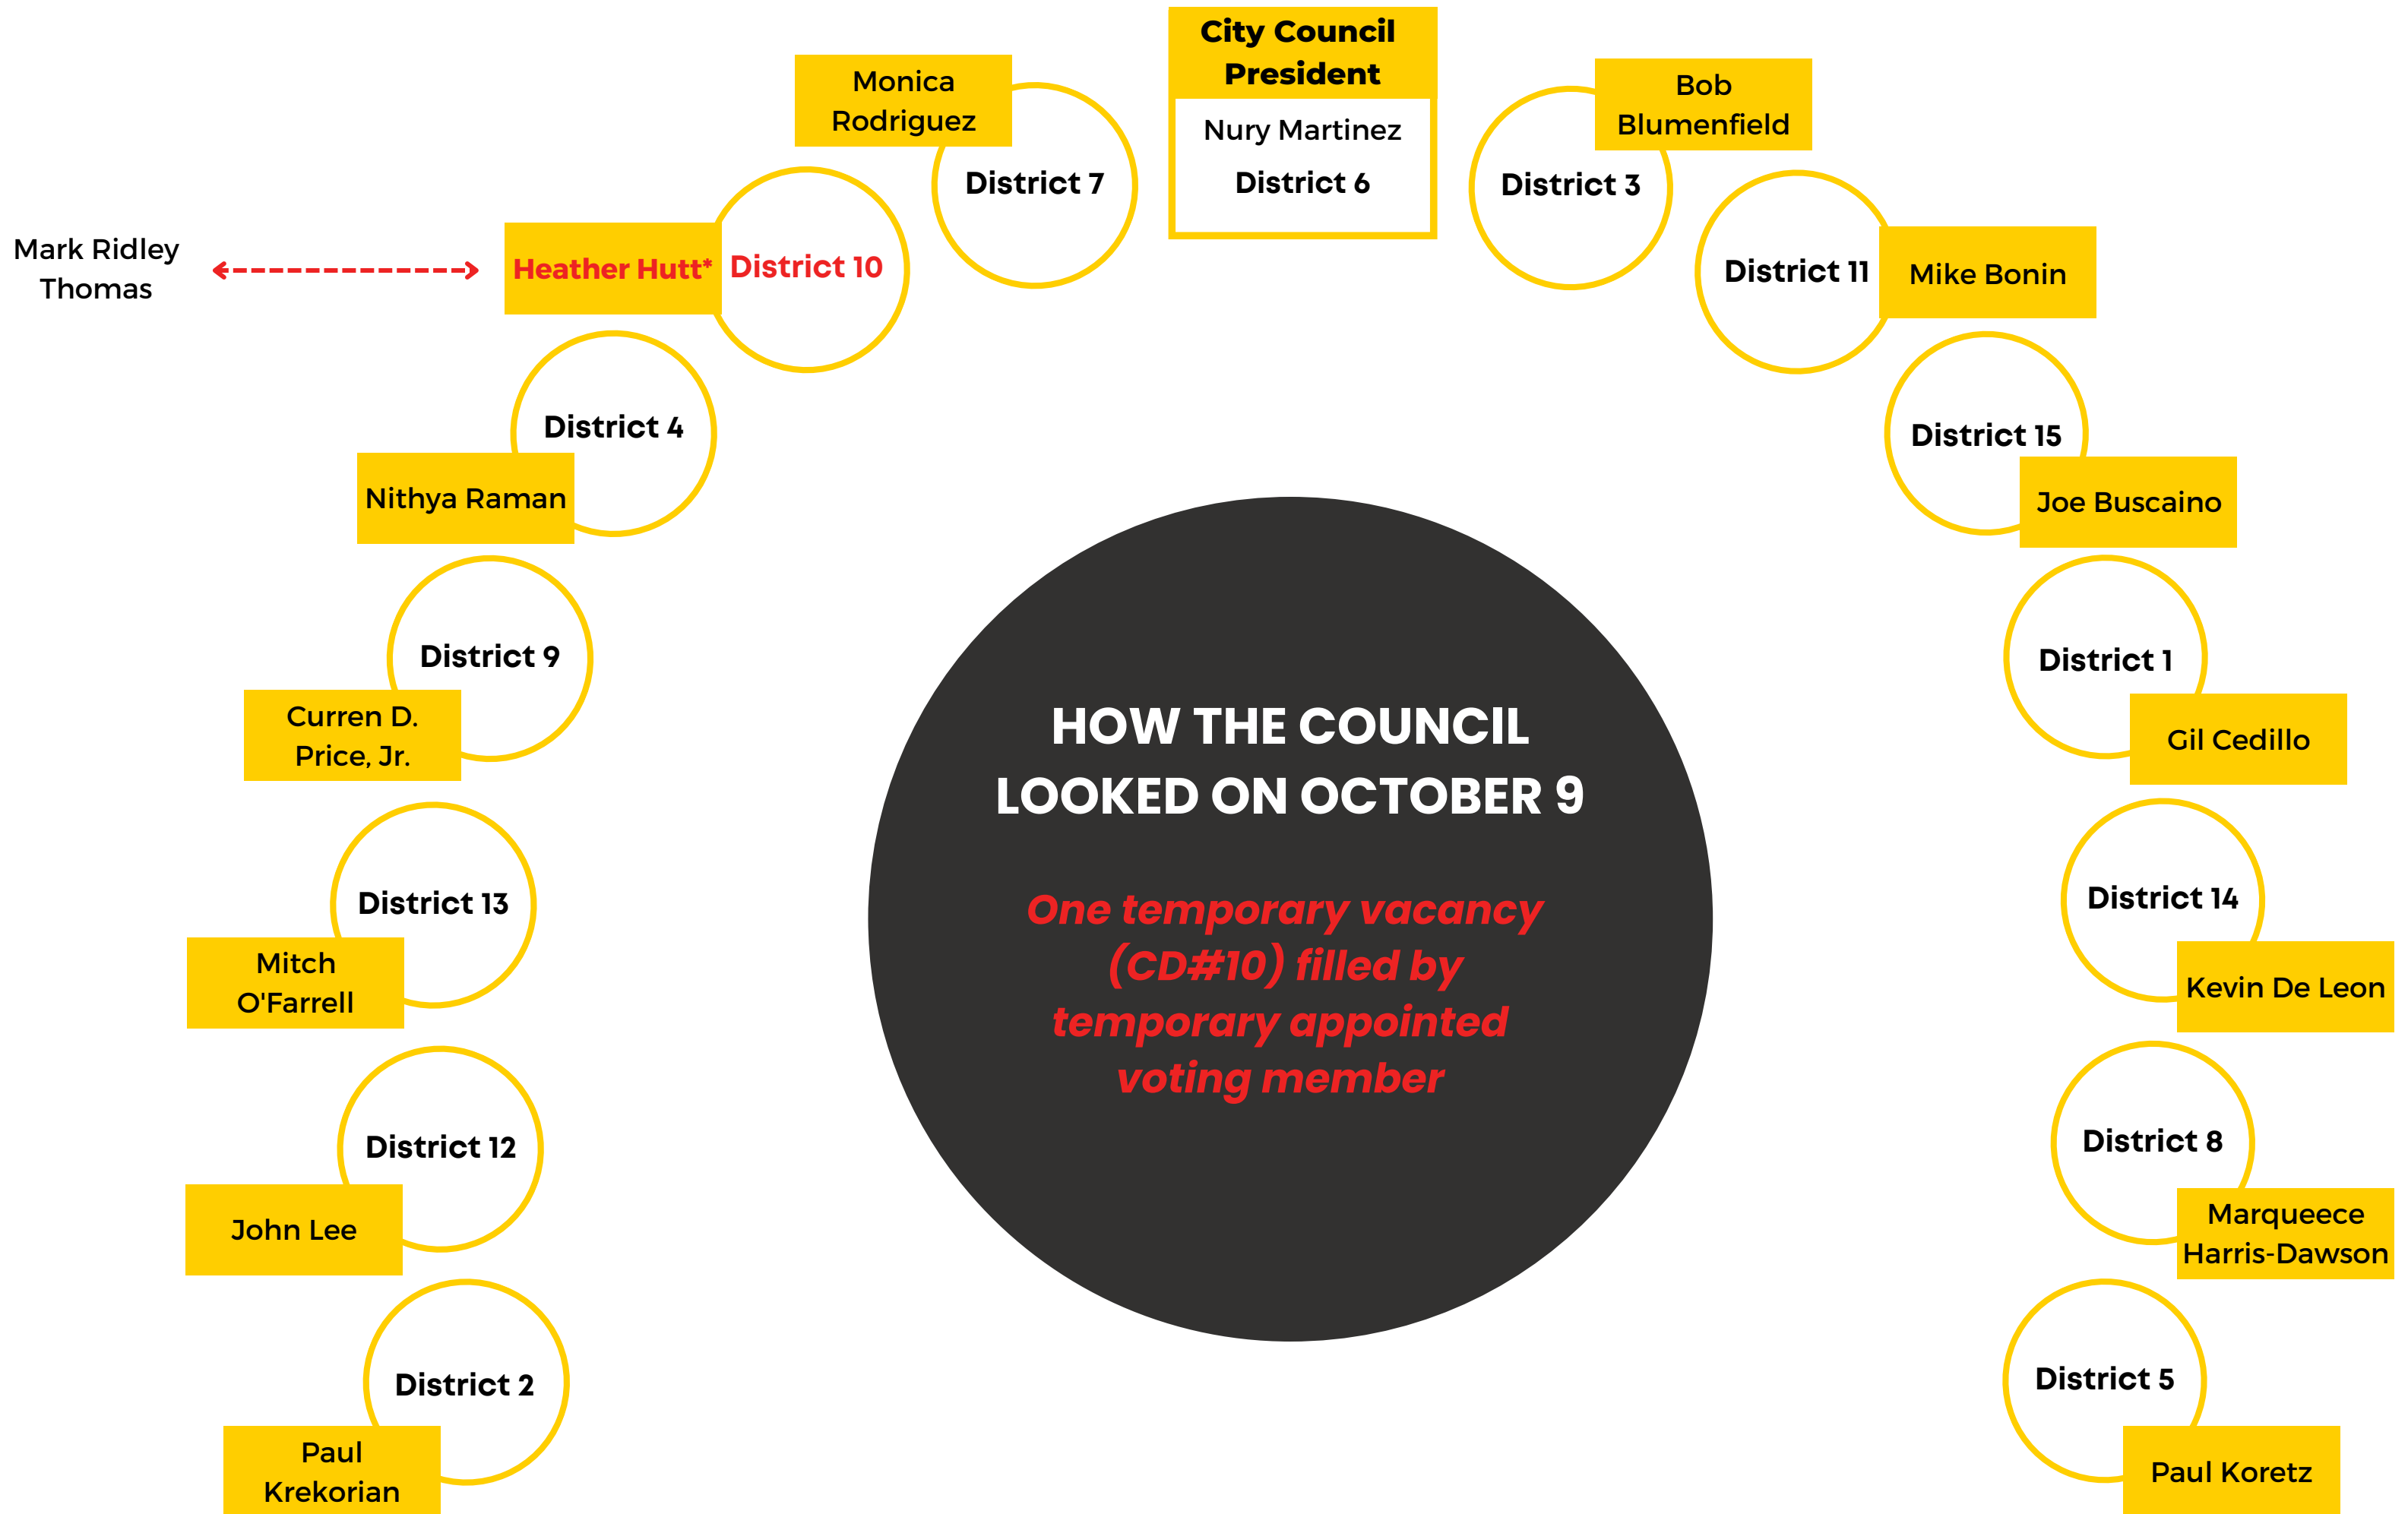 City Council
President
Nury Martinez
District 6
Monica
Rodriguez
District 7
Bob
Blumenfield
District 3
Mark Ridley
Thomas
Heather Hutt*
District 10
District 11
Mike Bonin
District 4
Nithya Raman
District 15
Joe Buscaino
District 9
Curren D.
Price, Jr.
District 1
Gil Cedillo
HOW THE COUNCIL
LOOKED ON OCTOBER 9
One temporary vacancy
(CD#10) filled by
temporary appointed
voting member
District 13
Mitch
O'Farrell
District 14
Kevin De Leon
District 12
John Lee
District 8
Marqueece
Harris-Dawson
District 2
Paul
Krekorian
District 5
Paul Koretz